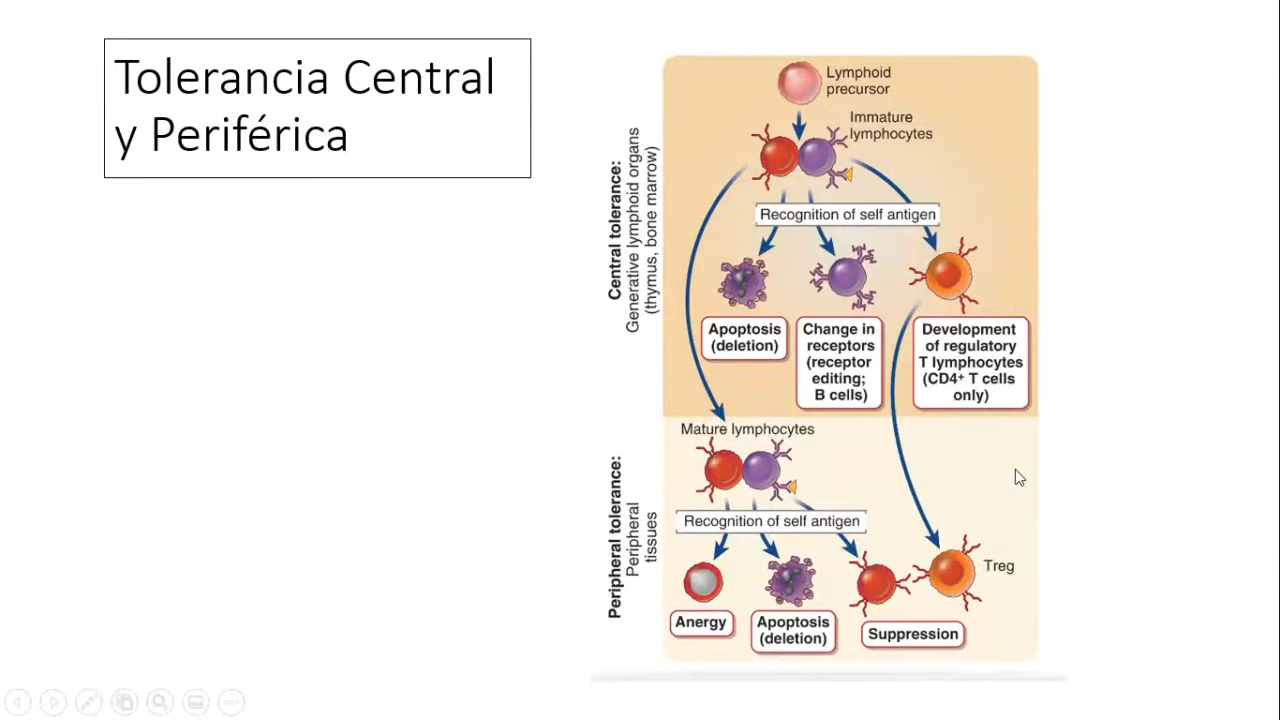 Tolerancia Central
y Periférica
Lymphoid
precursor
Immature
lymphocytes
Central tolerance:
Generative lymphoid organs
(thymus, bone marrow)
Recognition of self antigen
Apoptosis
(deletion)
Change in
receptors
(receptor
editing;
B cells)
Development
of regulatory
T lymphocytes
(CD4⁺ T cells
only)
Mature lymphocytes
Peripheral tolerance:
Peripheral
tissues
Recognition of self antigen
Anergy
Apoptosis
(deletion)
Suppression
Treg